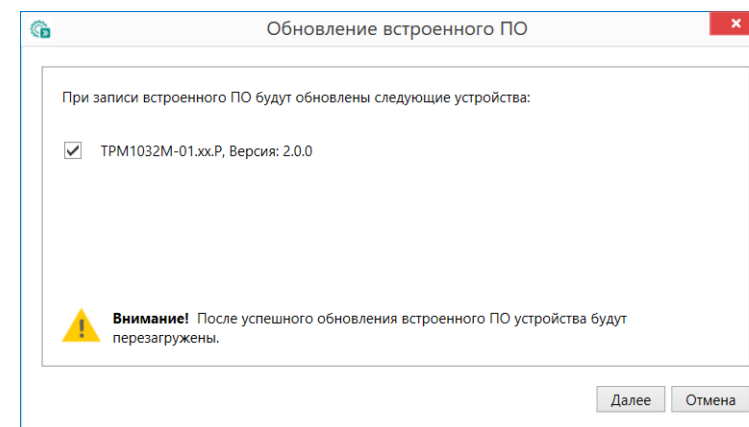 Обновление встроенного ПО
При записи встроенного ПО будут обновлены следующие устройства:
ТРМ1032М-01.xx.Р, Версия: 2.0.0
Внимание! После успешного обновления встроенного ПО устройства будут
перезагружены.
Далее Отмена